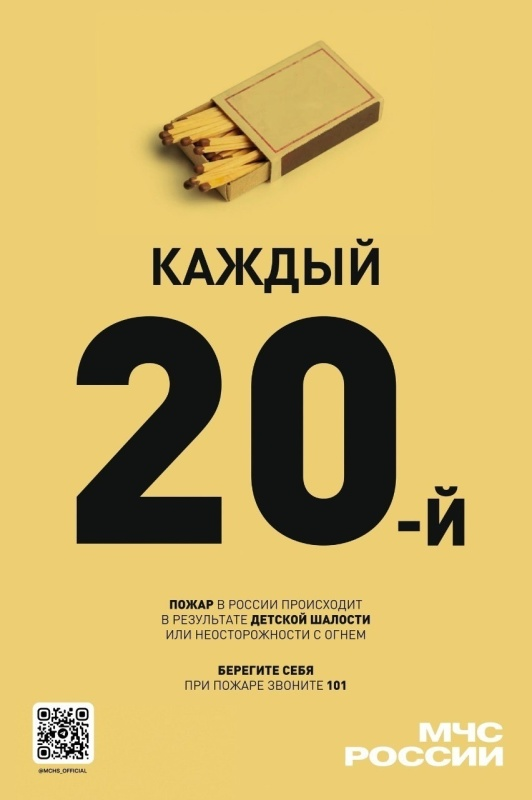 КАЖДЫЙ
20-Й
ПОЖАР В РОССИИ ПРОИСХОДИТ
В РЕЗУЛЬТАТЕ ДЕТСКОЙ ШАЛОСТИ
ИЛИ НЕОСТОРОЖНОСТИ С ОГНЕМ
БЕРЕГИТЕ СЕБЯ
ПРИ ПОЖАРЕ ЗВОНИТЕ 101
@MCHS_OFFICIAL
МЧС
РОССИИ